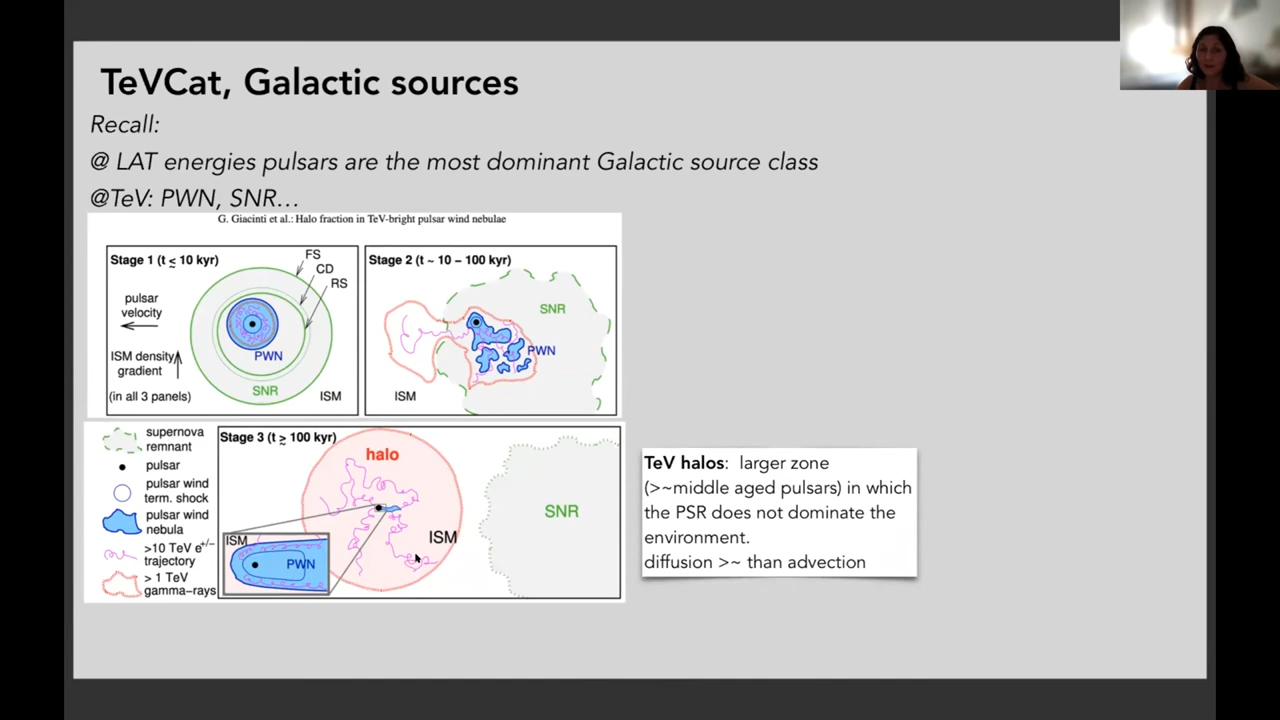 TeVCat, Galactic sources
Recall:
@ LAT energies pulsars are the most dominant Galactic source class
@TeV: PWN, SNR…
G. Giacinti et al.: Halo fraction in TeV-bright pulsar wind nebulae
Stage 1 (t ≤ 10 kyr)
FS
CD
RS
pulsar
velocity
ISM density
gradient
(in all 3 panels)
PWN
SNR
ISM
Stage 2 (t ~ 10 – 100 kyr)
SNR
PWN
ISM
supernova
remnant
pulsar
pulsar wind
term. shock
pulsar wind
nebula
>10 TeV e+/−
trajectory
> 1 TeV
gamma−rays
Stage 3 (t ≥ 100 kyr)
halo
ISM
SNR
ISM
PWN
TeV halos: larger zone
(>~middle aged pulsars) in which
the PSR does not dominate the
environment.
diffusion >~ than advection